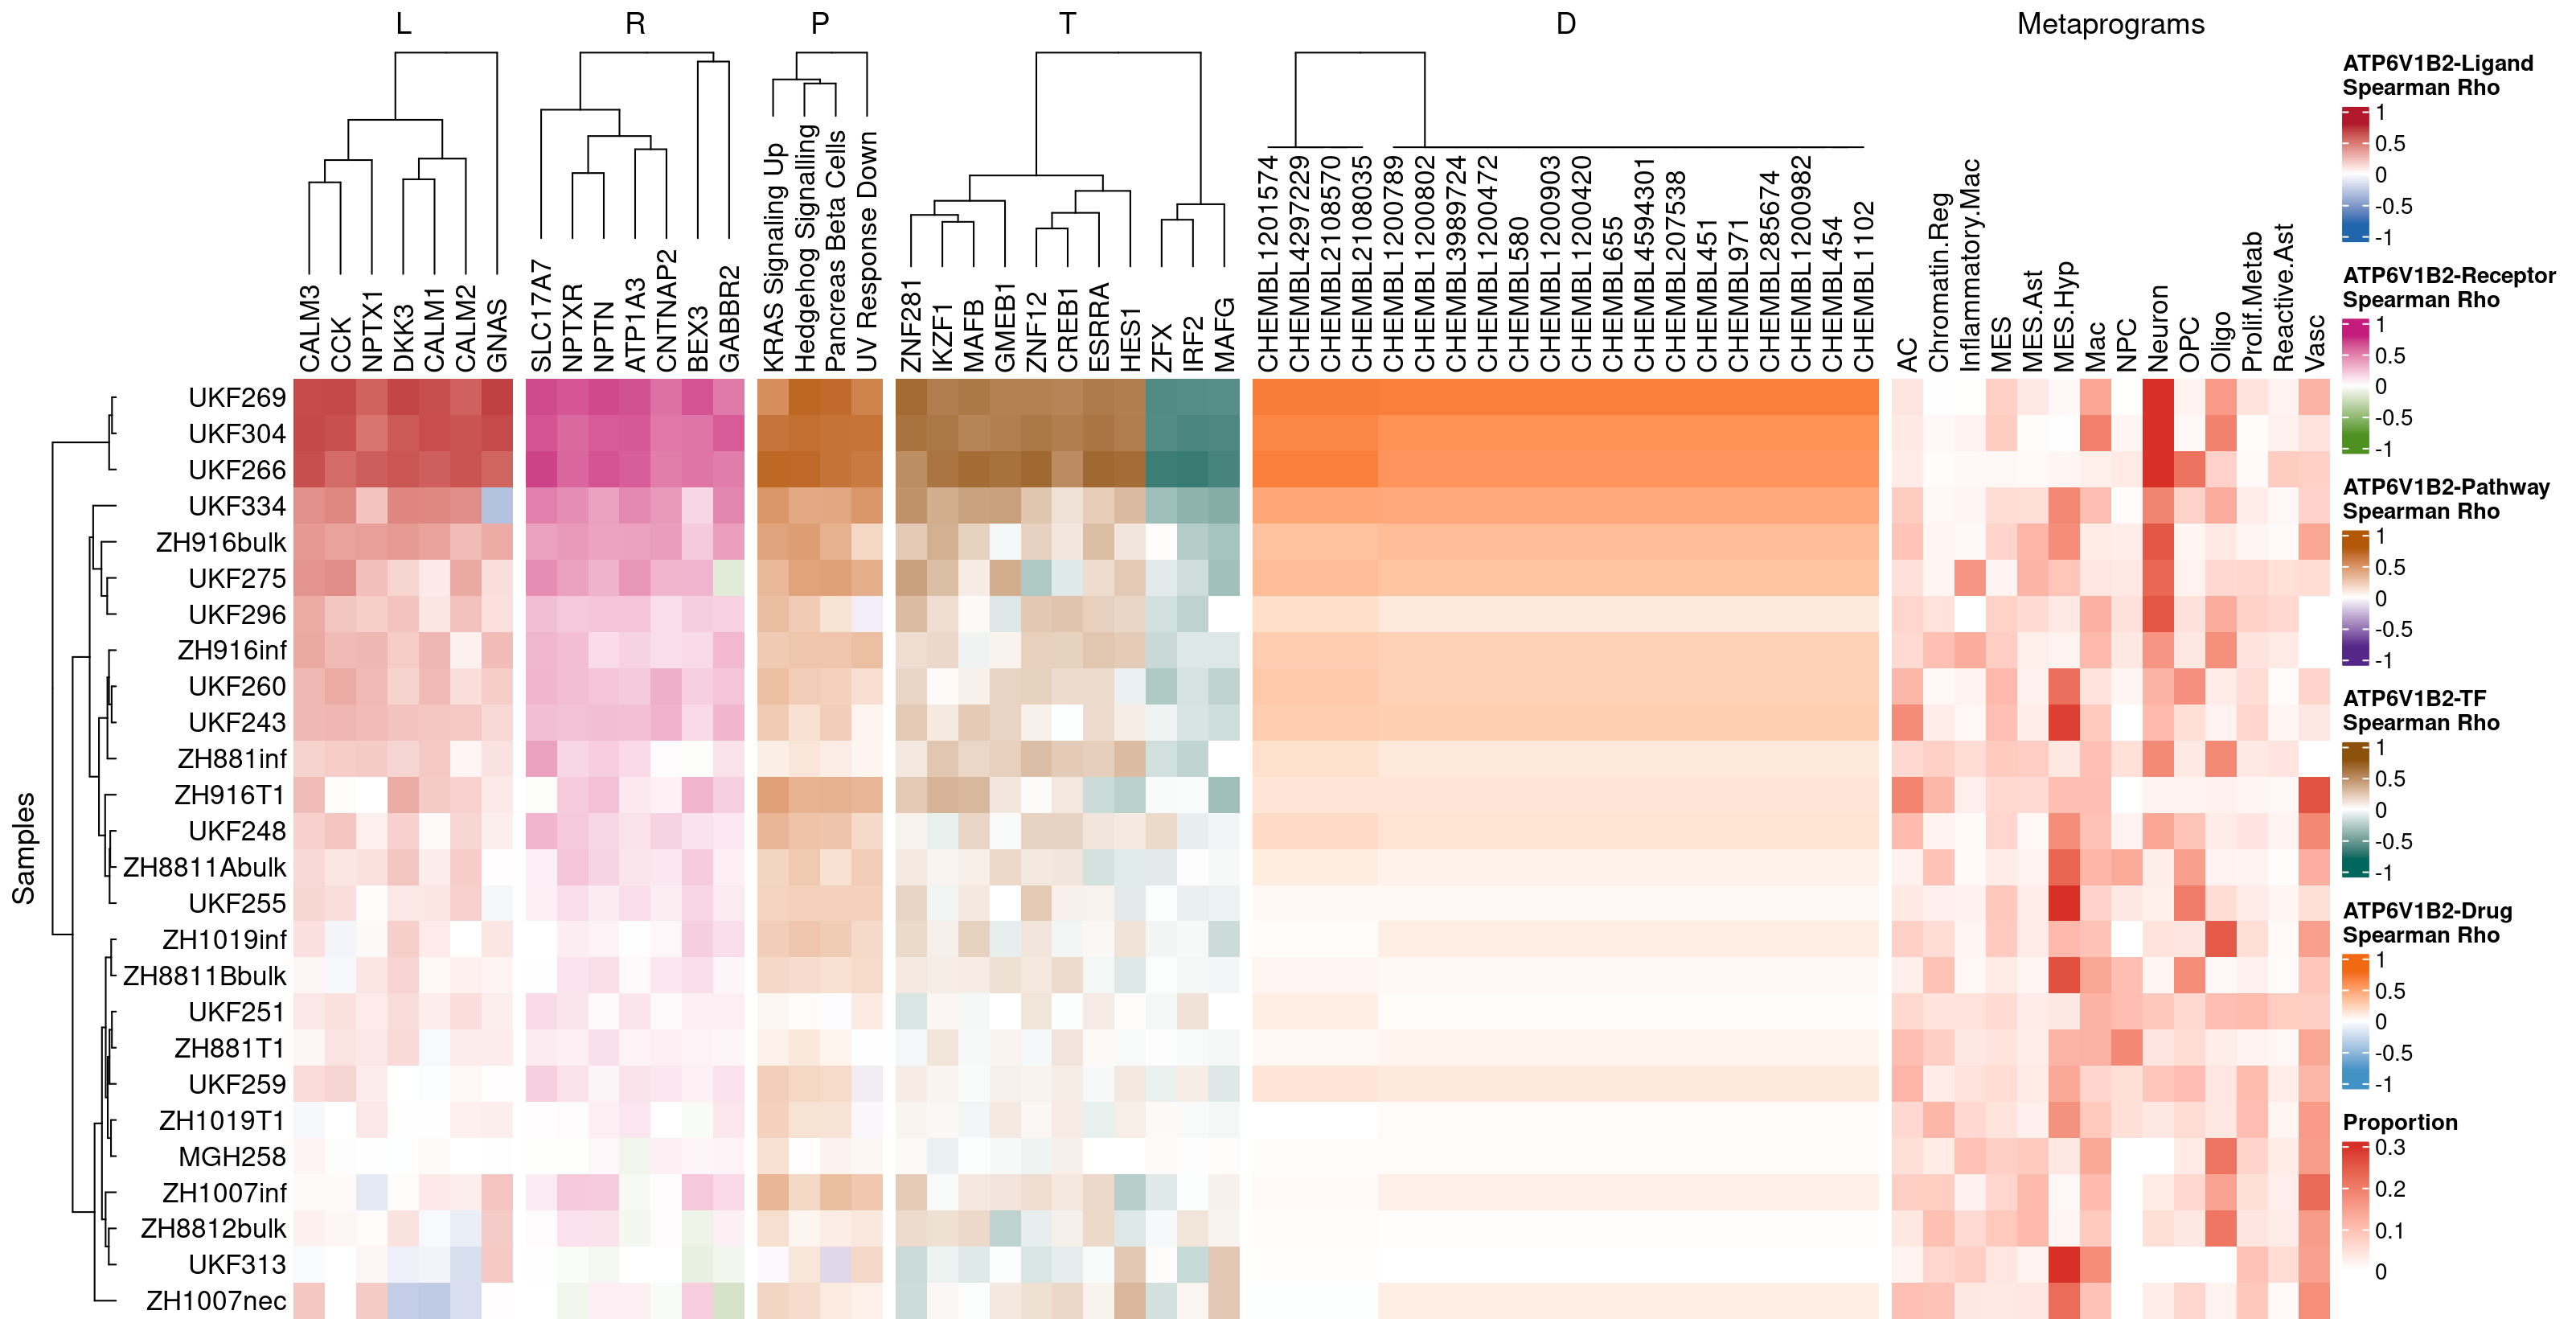 L
R
P
T
D
Metaprograms
CALM3
CCK
NPTX1
DKK3
CALM1
CALM2
GNAS
SLC17A7
NPTXR
NPTN
ATP1A3
CNTNAP2
BEX3
GABBR2
KRAS Signaling Up
Hedgehog Signalling
Pancreas Beta Cells
UV Response Down
ZNF281
IKZF1
MAFB
GMEB1
ZNF12
CREB1
ESRRA
HES1
ZFX
IRF2
MAFG
CHEMBL1201574
CHEMBL4297229
CHEMBL2108570
CHEMBL2108035
CHEMBL1200789
CHEMBL1200802
CHEMBL3989724
CHEMBL1200472
CHEMBL580
CHEMBL1200903
CHEMBL1200420
CHEMBL655
CHEMBL4594301
CHEMBL2075338
CHEMBL451
CHEMBL971
CHEMBL2285674
CHEMBL1200982
CHEMBL454
CHEMBL1102
AC
Chromatin.Reg
Inflammatory.Mac
MES
MES.Ast
MES.Hyp
Mac
NPC
Neuron
OPC
Oligo
Prolif.Metab
Reactive.Ast
Vasc
Samples
UKF269
UKF304
UKF266
UKF334
ZH916bulk
UKF275
UKF296
ZH916inf
UKF260
UKF243
ZH881inf
ZH916T1
UKF248
ZH8811Abulk
UKF255
ZH1019inf
ZH8811Bbulk
UKF251
ZH881T1
UKF259
ZH1019T1
MGH258
ZH1007inf
ZH8812bulk
UKF313
ZH1007nec
ATP6V1B2-Ligand
Spearman Rho
1
0.5
0
-0.5
-1
ATP6V1B2-Receptor
Spearman Rho
1
0.5
0
-0.5
-1
ATP6V1B2-Pathway
Spearman Rho
1
0.5
0
-0.5
-1
ATP6V1B2-TF
Spearman Rho
1
0.5
0
-0.5
-1
ATP6V1B2-Drug
Spearman Rho
1
0.5
0
-0.5
-1
Proportion
0.3
0.2
0.1
0